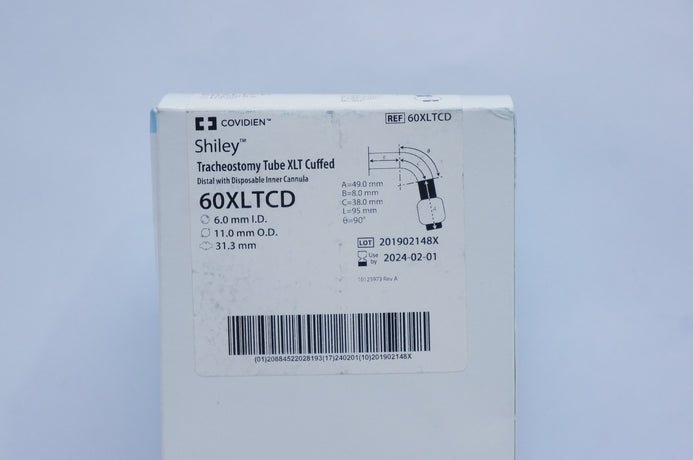 COVIDIEN™
REF 60XLTCD
Shiley™
Tracheostomy Tube XLT Cuffed
Distal with Disposable Inner Cannula
60XLTCD
6.0 mm I.D.
11.0 mm O.D.
31.3 mm
A=49.0 mm
B=8.0 mm
C=38.0 mm
L=95 mm
θ=90°
θ
LOT 201902148X
Use by 2024-02-01
10125973 Rev A
(01)20884522028193(17)240201(10)201902148X